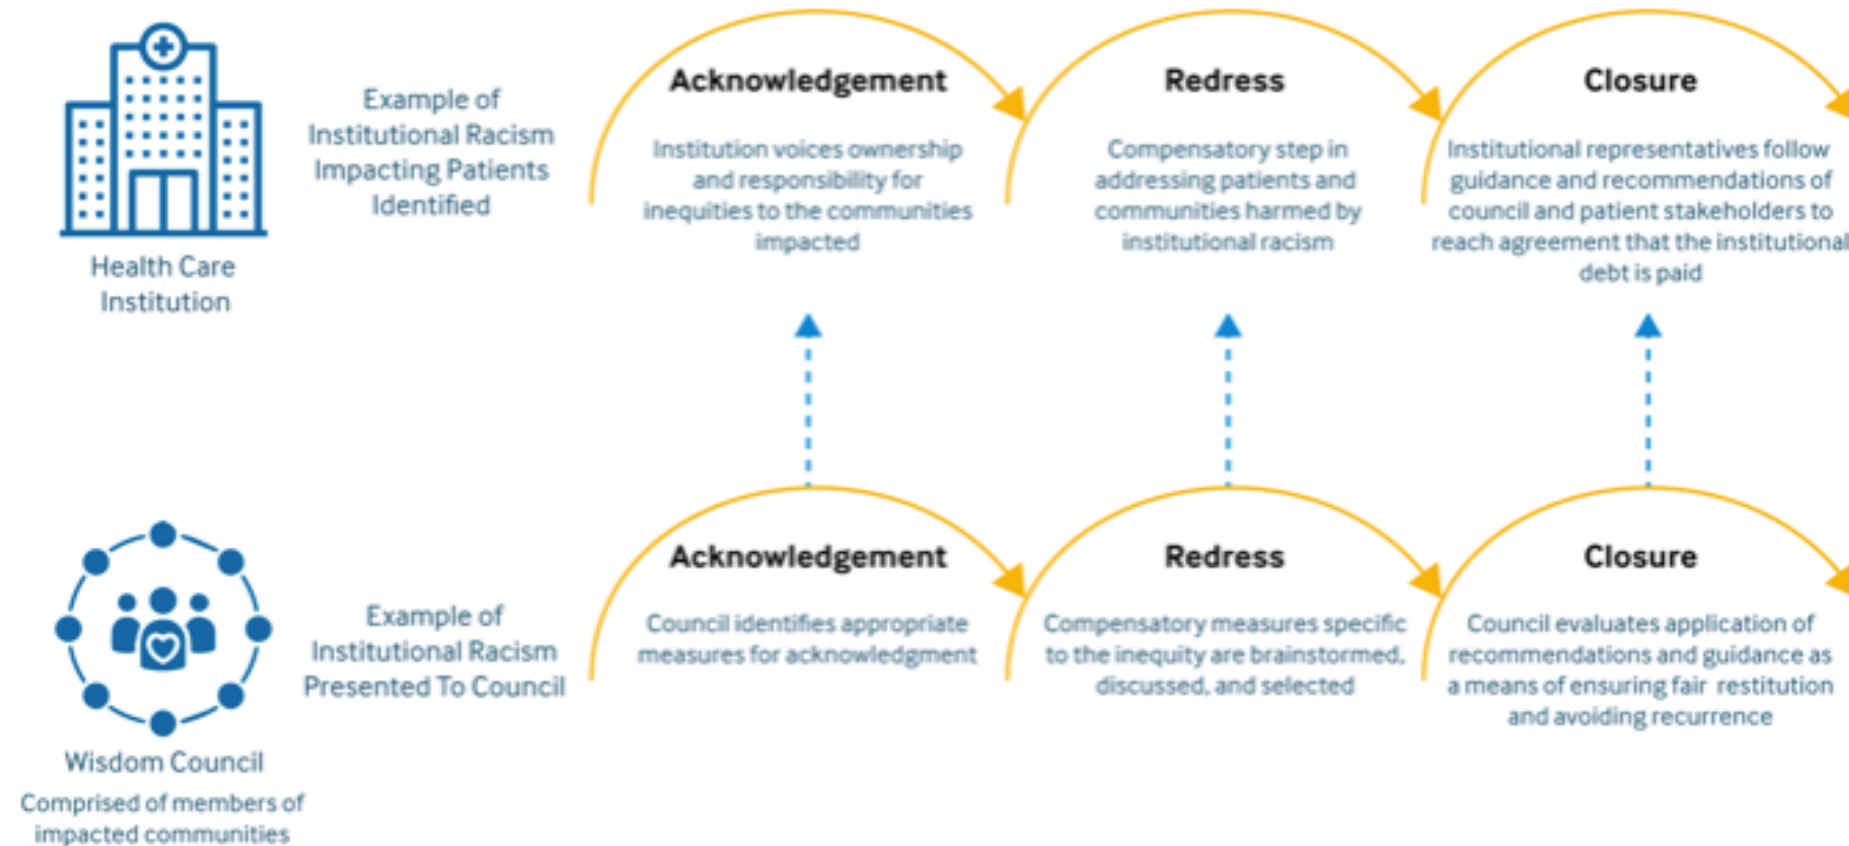 Health Care
Institution
Example of
Institutional Racism
Impacting Patients
Identified
Acknowledgement
Institution voices ownership
and responsibility for
inequities to the communities
impacted
Redress
Compensatory step in
addressing patients and
communities harmed by
institutional racism
Closure
Institutional representatives follow
guidance and recommendations of
council and patient stakeholders to
reach agreement that the institutional
debt is paid
Wisdom Council
Comprised of members of
impacted communities
Example of
Institutional Racism
Presented To Council
Acknowledgement
Council identifies appropriate
measures for acknowledgment
Redress
Compensatory measures specific
to the inequity are brainstormed,
discussed, and selected
Closure
Council evaluates application of
recommendations and guidance as
a means of ensuring fair restitution
and avoiding recurrence